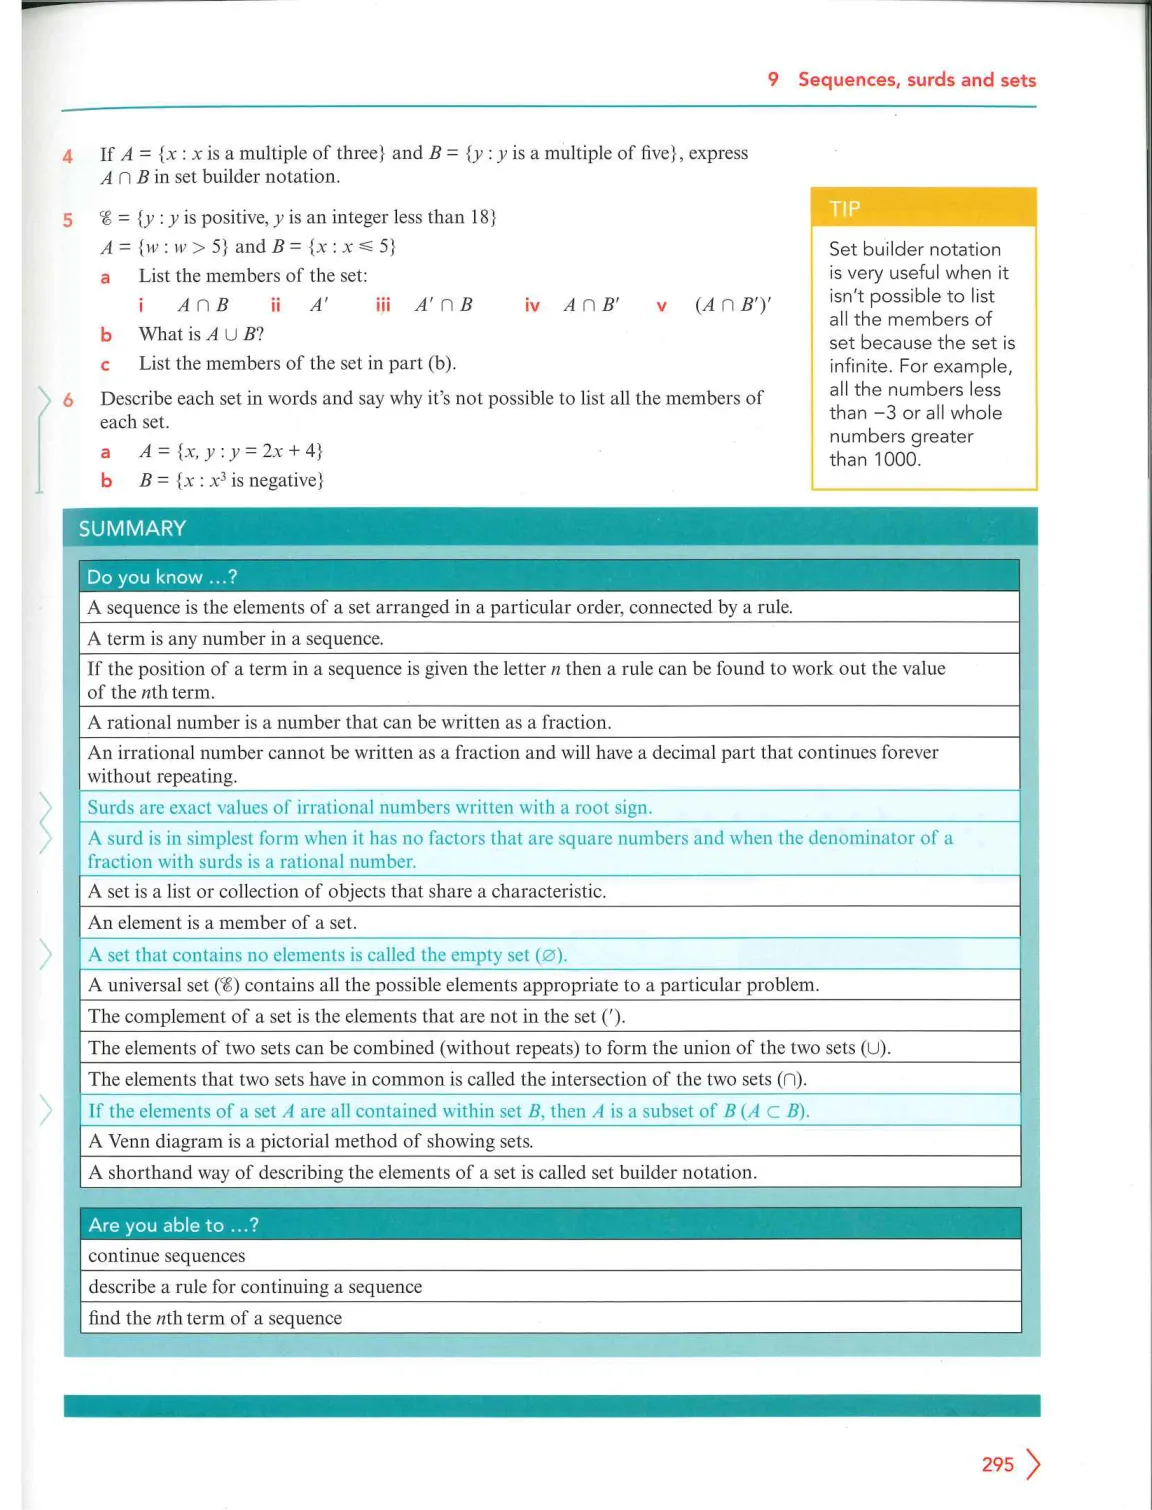 9 Sequences, surds and sets
4 If A = {x : x is a multiple of three} and B = {y : y is a multiple of five}, express
A ∩ B in set builder notation.
5 ℰ = {y : y is positive, y is an integer less than 18}
A = {w : w > 5} and B = {x : x ⩽ 5}
a List the members of the set:
i A ∩ B ii A′ iii A′ ∩ B iv A ∩ B′ v (A ∩ B′)′
b What is A ∪ B?
c List the members of the set in part (b).
6 Describe each set in words and say why it's not possible to list all the members of
each set.
a A = {x, y : y = 2x + 4}
b B = {x : x³ is negative}
TIP
Set builder notation
is very useful when it
isn't possible to list
all the members of
set because the set is
infinite. For example,
all the numbers less
than −3 or all whole
numbers greater
than 1000.
SUMMARY
Do you know ...?
A sequence is the elements of a set arranged in a particular order, connected by a rule.
A term is any number in a sequence.
If the position of a term in a sequence is given the letter n then a rule can be found to work out the value
of the nth term.
A rational number is a number that can be written as a fraction.
An irrational number cannot be written as a fraction and will have a decimal part that continues forever
without repeating.
Surds are exact values of irrational numbers written with a root sign.
A surd is in simplest form when it has no factors that are square numbers and when the denominator of a
fraction with surds is a rational number.
A set is a list or collection of objects that share a characteristic.
An element is a member of a set.
A set that contains no elements is called the empty set (∅).
A universal set (ℰ) contains all the possible elements appropriate to a particular problem.
The complement of a set is the elements that are not in the set (′).
The elements of two sets can be combined (without repeats) to form the union of the two sets (∪).
The elements that two sets have in common is called the intersection of the two sets (∩).
If the elements of a set A are all contained within set B, then A is a subset of B (A ⊂ B).
A Venn diagram is a pictorial method of showing sets.
A shorthand way of describing the elements of a set is called set builder notation.
Are you able to ...?
continue sequences
describe a rule for continuing a sequence
find the nth term of a sequence
295